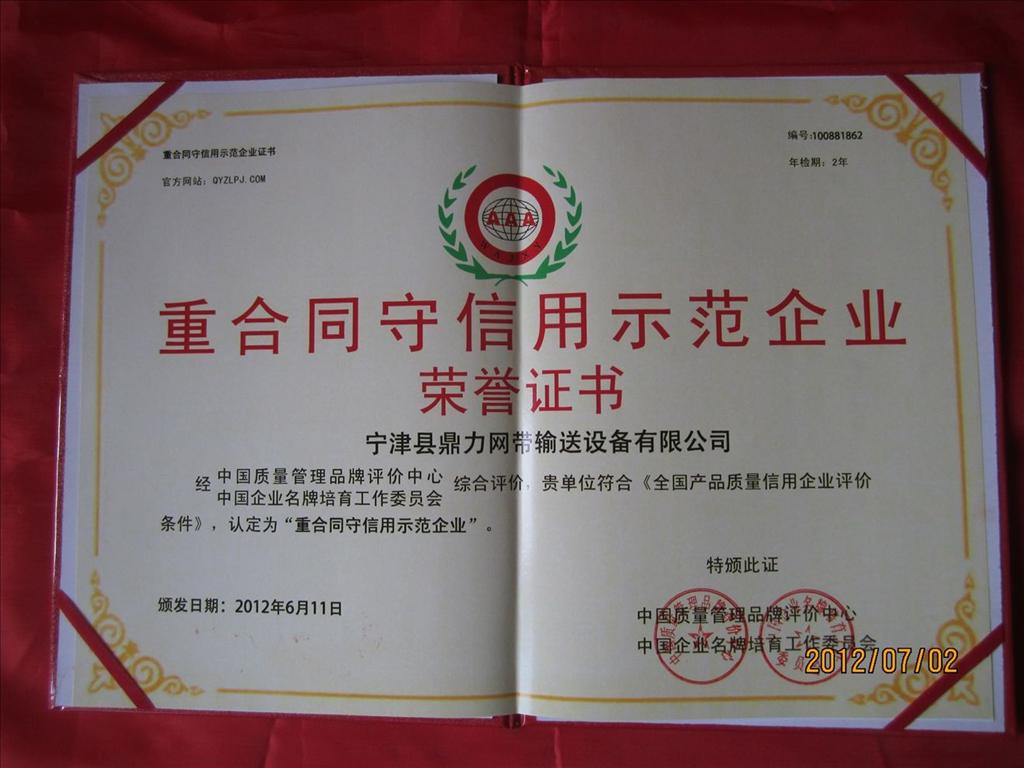 重合同守信用示范企业证书
官方网站：QYZLPJ.COM
编号:100881862
年检期：2年
AAA
重合同守信用示范企业
荣誉证书
宁津县鼎力网带输送设备有限公司
经 中国质量管理品牌评价中心 综合评价，贵单位符合《全国产品质量信用企业评价
中国企业名牌培育工作委员会
条件》，认定为“重合同守信用示范企业”。
特颁此证
颁发日期：2012年6月11日
中国质量管理品牌评价中心
中国企业名牌培育工作委员会
2012/07/02